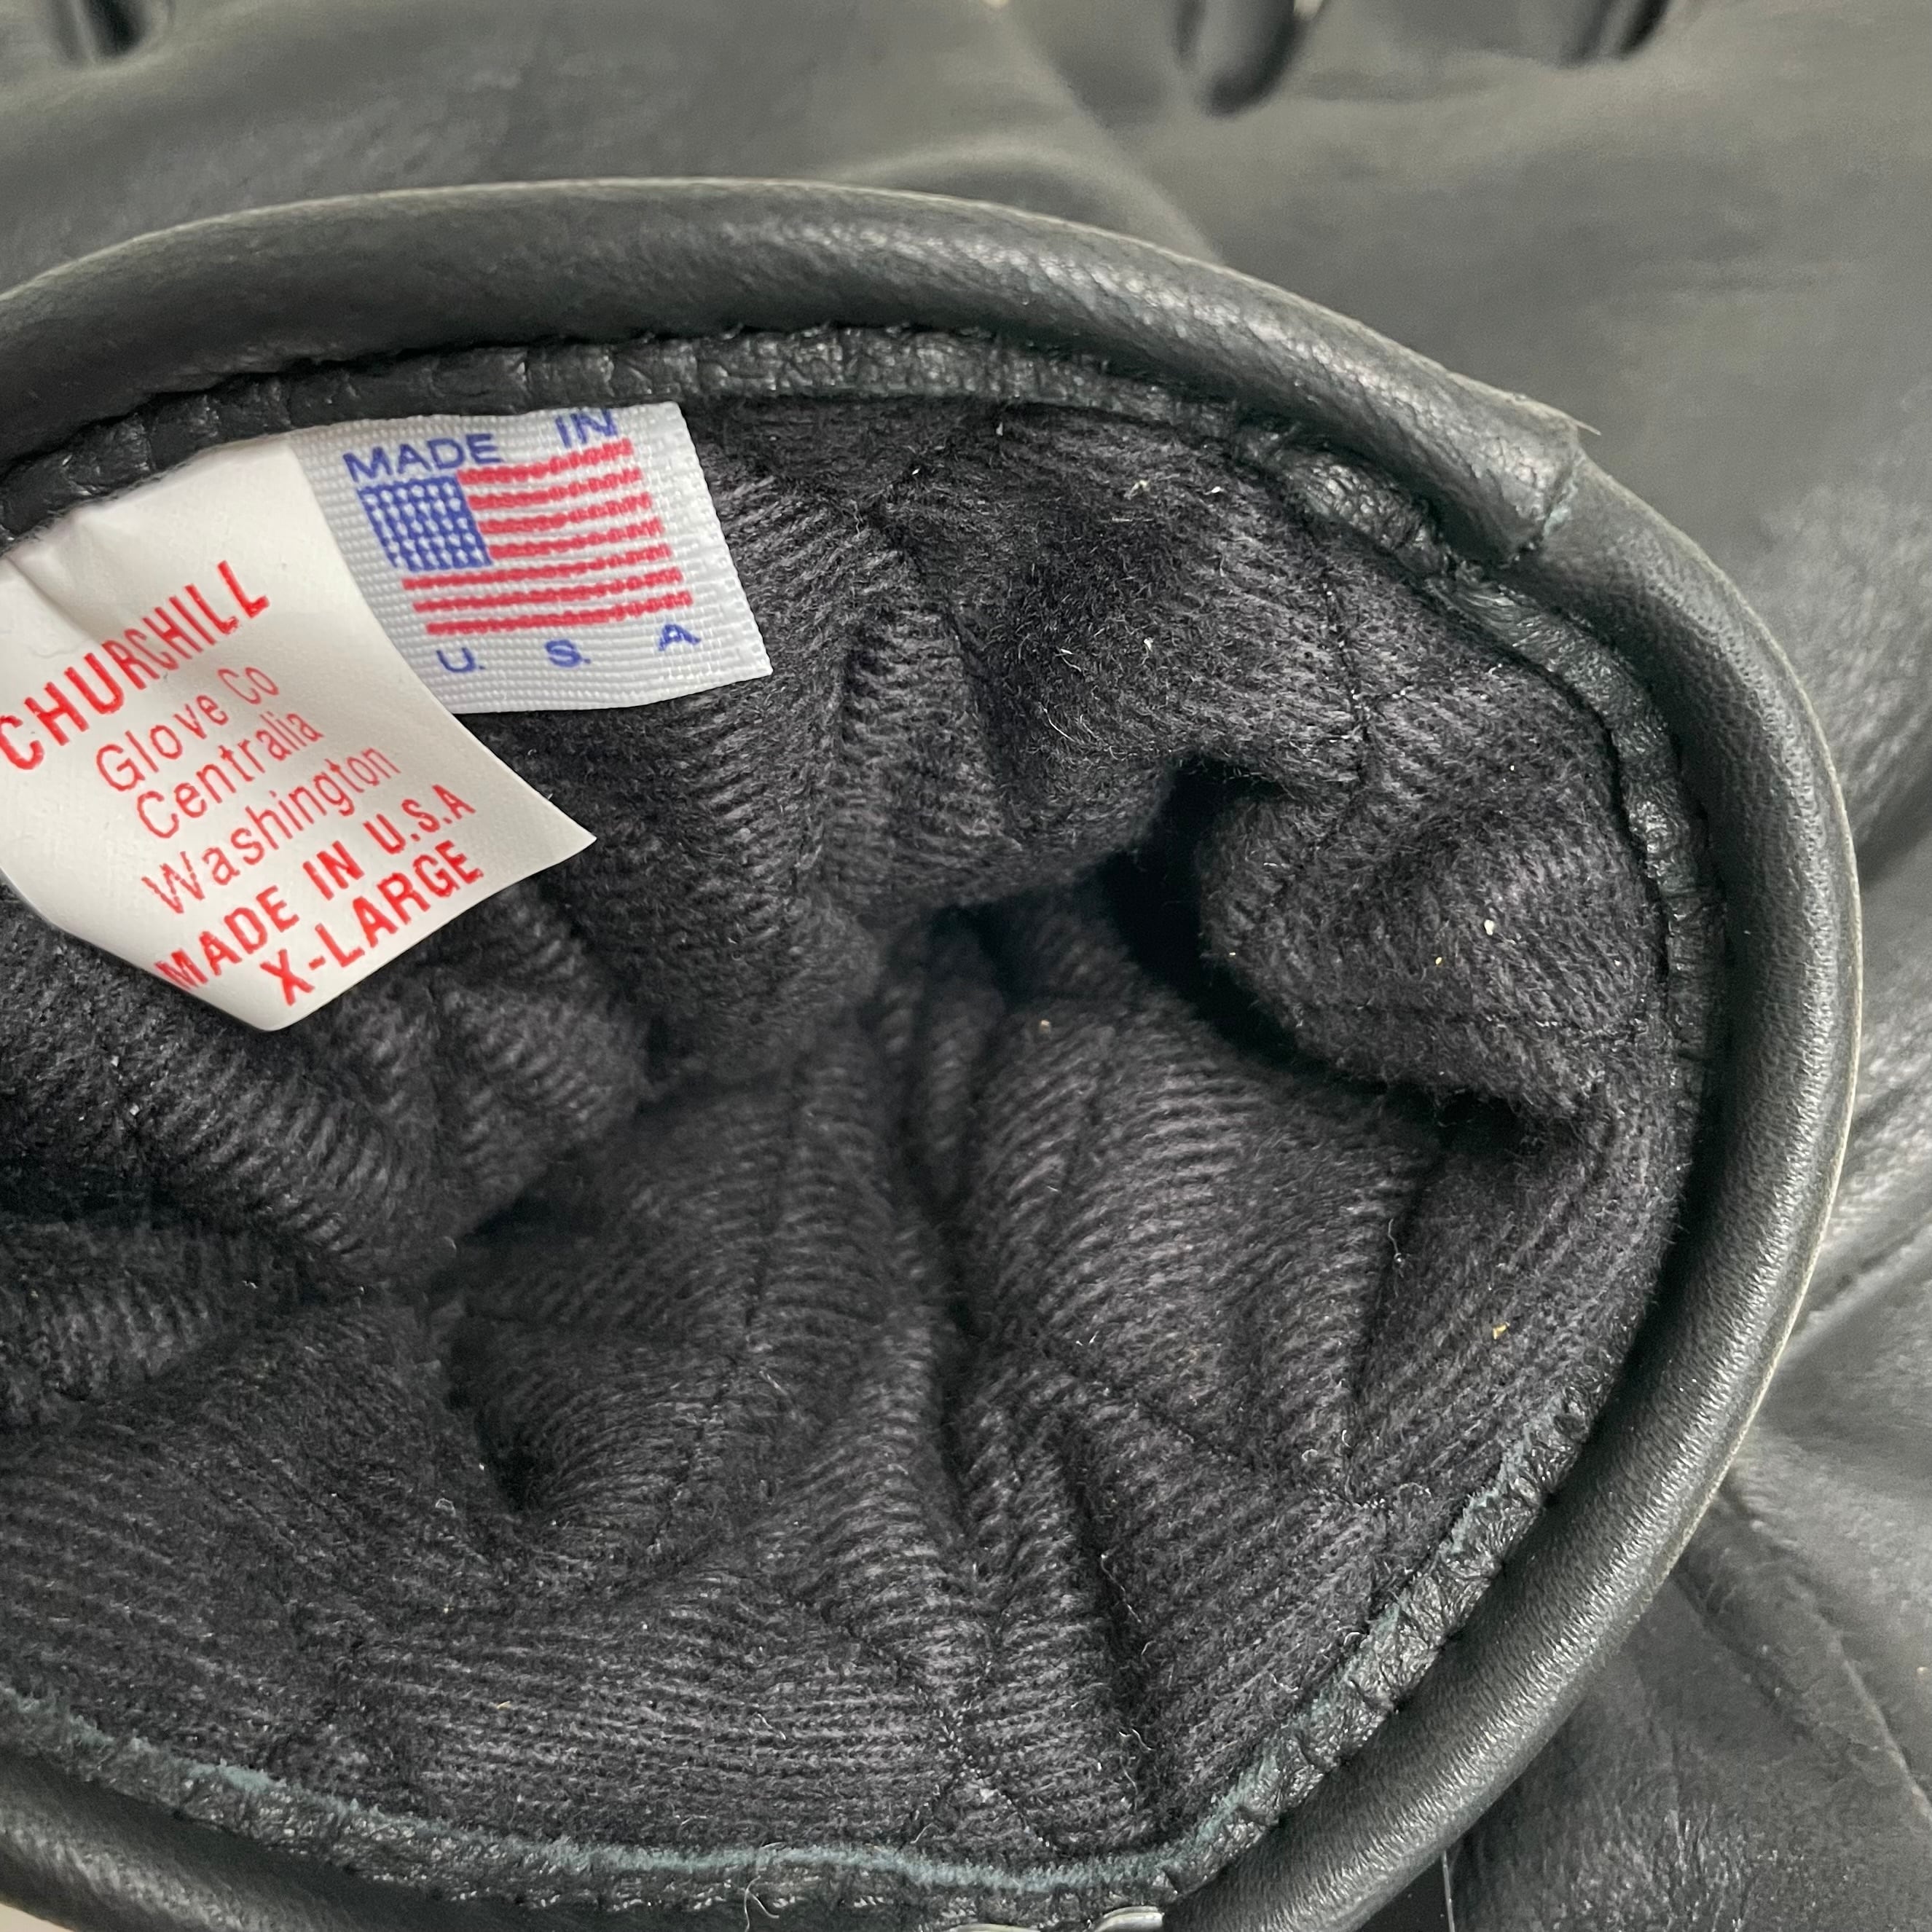 MADE IN
U. S. A
CHURCHILL
Glove Co
Centralia
Washington
MADE IN U.S.A
X-LARGE